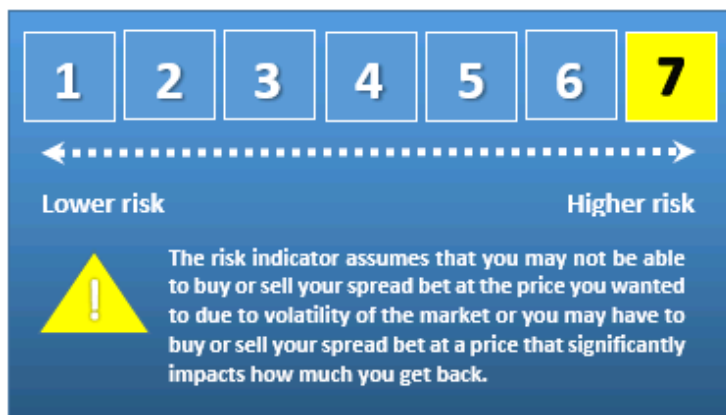 1 2 3 4 5 6 7
Lower risk Higher risk
!
The risk indicator assumes that you may not be able
to buy or sell your spread bet at the price you wanted
to due to volatility of the market or you may have to
buy or sell your spread bet at a price that significantly
impacts how much you get back.